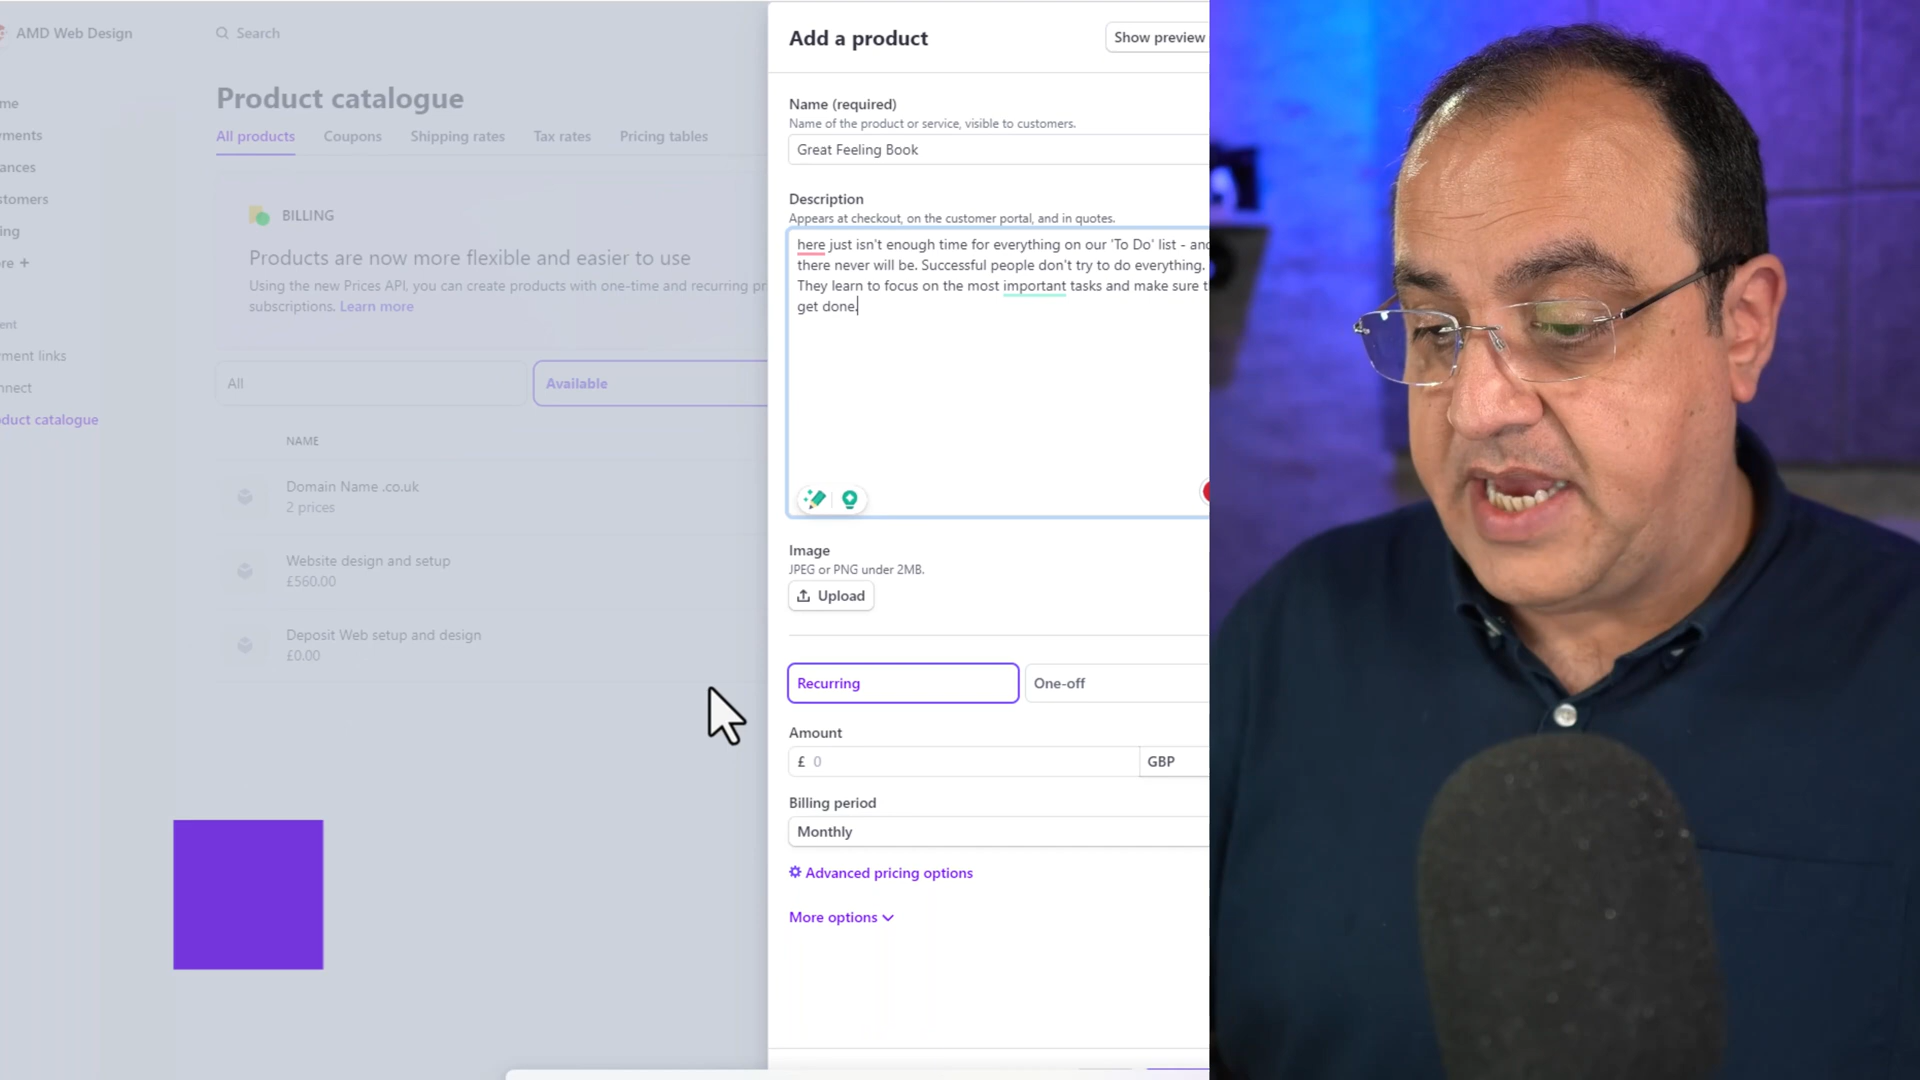 AMD Web Design
Search
me
yments
ances
stomers
ing
re +
ent
yment links
nnect
duct catalogue
Product catalogue
All products
Coupons
Shipping rates
Tax rates
Pricing tables
BILLING
Products are now more flexible and easier to use
Using the new Prices API, you can create products with one-time and recurring pr
subscriptions. Learn more
All
Available
NAME
Domain Name .co.uk
2 prices
Website design and setup
£560.00
Deposit Web setup and design
£0.00
Add a product
Show preview
Name (required)
Name of the product or service, visible to customers.
Great Feeling Book
Description
Appears at checkout, on the customer portal, and in quotes.
here just isn't enough time for everything on our 'To Do' list - and
there never will be. Successful people don't try to do everything.
They learn to focus on the most important tasks and make sure t
get done.
Image
JPEG or PNG under 2MB.
Upload
Recurring
One-off
Amount
£ 0
GBP
Billing period
Monthly
Advanced pricing options
More options